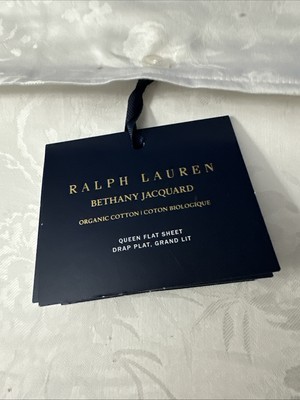 RALPH LAUREN
BETHANY JACQUARD
ORGANIC COTTON | COTON BIOLOGIQUE
QUEEN FLAT SHEET
DRAP PLAT, GRAND LIT